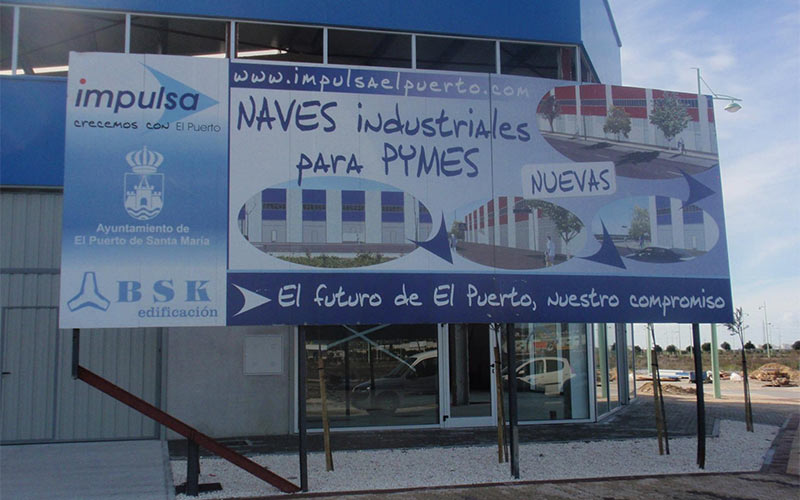 impulsa
crecemos con El Puerto
Ayuntamiento de
El Puerto de Santa María
BSK
edificación
www.impulsaelpuerto.com
NAVES industriales
para PYMES
NUEVAS
El futuro de El Puerto, nuestro compromiso